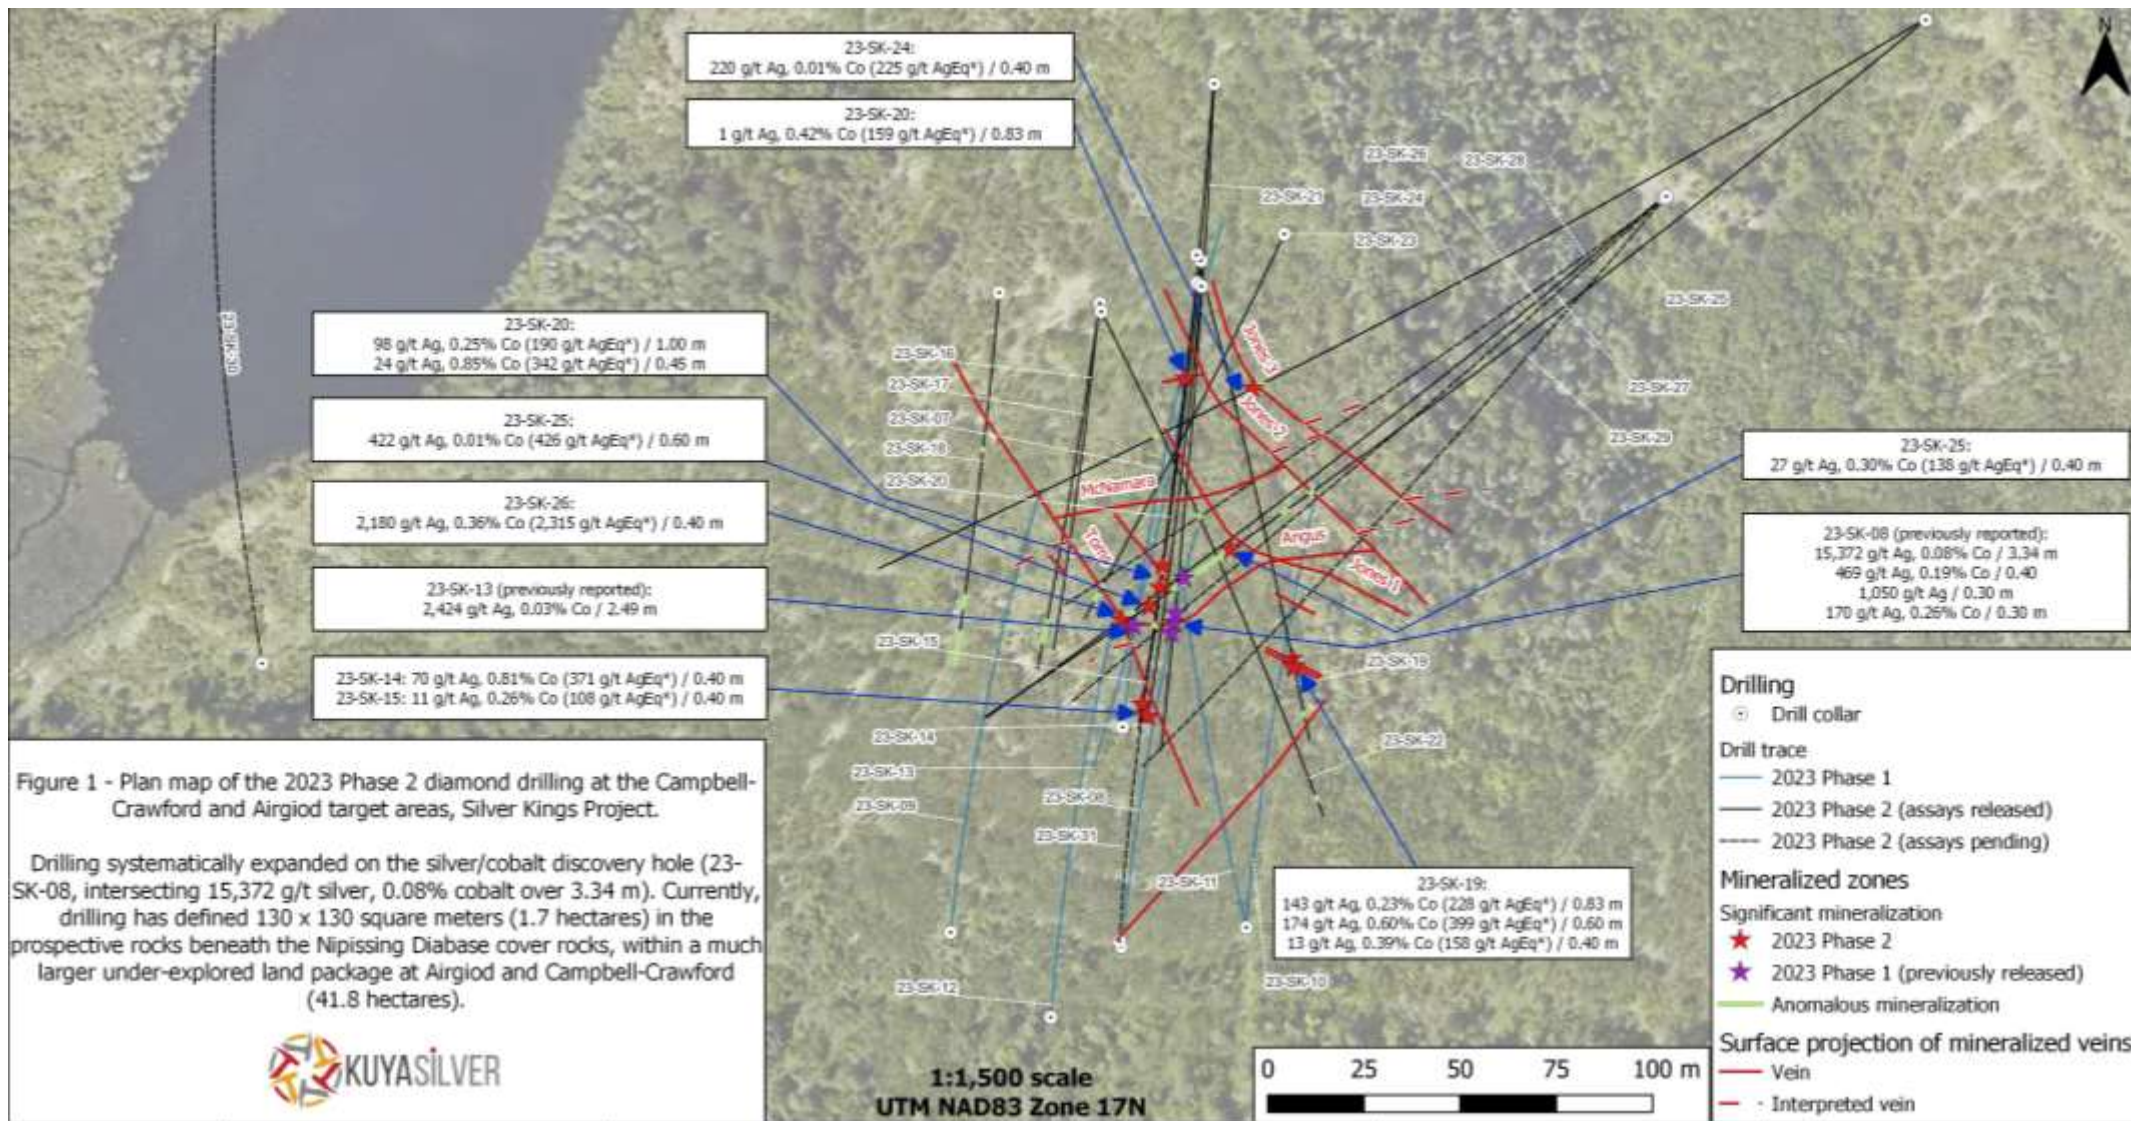 N
23-SK-24:
220 g/t Ag, 0.01% Co (225 g/t AgEq*) / 0.40 m
23-SK-20:
1 g/t Ag, 0.42% Co (159 g/t AgEq*) / 0.83 m
23-SK-26
23-SK-28
23-SK-21
23-SK-24
23-SK-23
23-SK-25
23-SK-27
23-SK-29
23-SK-20:
98 g/t Ag, 0.25% Co (190 g/t AgEq*) / 1.00 m
24 g/t Ag, 0.85% Co (342 g/t AgEq*) / 0.45 m
23-SK-25:
422 g/t Ag, 0.01% Co (426 g/t AgEq*) / 0.60 m
23-SK-26:
2,180 g/t Ag, 0.36% Co (2,315 g/t AgEq*) / 0.40 m
23-SK-13 (previously reported):
2,424 g/t Ag, 0.03% Co / 2.49 m
23-SK-14: 70 g/t Ag, 0.81% Co (371 g/t AgEq*) / 0.40 m
23-SK-15: 11 g/t Ag, 0.26% Co (108 g/t AgEq*) / 0.40 m
23-SK-16
23-SK-17
23-SK-07
23-SK-18
23-SK-20
Jones-3
Jones-2
McNamara
Angus
Jones-1
23-SK-25:
27 g/t Ag, 0.30% Co (138 g/t AgEq*) / 0.40 m
23-SK-08 (previously reported):
15,372 g/t Ag, 0.08% Co / 3.34 m
469 g/t Ag, 0.19% Co / 0.40
1,050 g/t Ag / 0.30 m
170 g/t Ag, 0.26% Co / 0.30 m
23-SK-15
23-SK-19
23-SK-14
23-SK-22
23-SK-13
23-SK-09
23-SK-08
23-SK-31
23-SK-11
23-SK-12
23-SK-10
23-SK-19:
143 g/t Ag, 0.23% Co (228 g/t AgEq*) / 0.83 m
174 g/t Ag, 0.60% Co (399 g/t AgEq*) / 0.60 m
13 g/t Ag, 0.39% Co (158 g/t AgEq*) / 0.40 m
Figure 1 - Plan map of the 2023 Phase 2 diamond drilling at the Campbell-
Crawford and Airgiod target areas, Silver Kings Project.
Drilling systematically expanded on the silver/cobalt discovery hole (23-
SK-08, intersecting 15,372 g/t silver, 0.08% cobalt over 3.34 m). Currently,
drilling has defined 130 x 130 square meters (1.7 hectares) in the
prospective rocks beneath the Nipissing Diabase cover rocks, within a much
larger under-explored land package at Airgiod and Campbell-Crawford
(41.8 hectares).
KUYASILVER
1:1,500 scale
UTM NAD83 Zone 17N
0 25 50 75 100 m
Drilling
Drill collar
Drill trace
2023 Phase 1
2023 Phase 2 (assays released)
2023 Phase 2 (assays pending)
Mineralized zones
Significant mineralization
2023 Phase 2
2023 Phase 1 (previously released)
Anomalous mineralization
Surface projection of mineralized veins
Vein
Interpreted vein